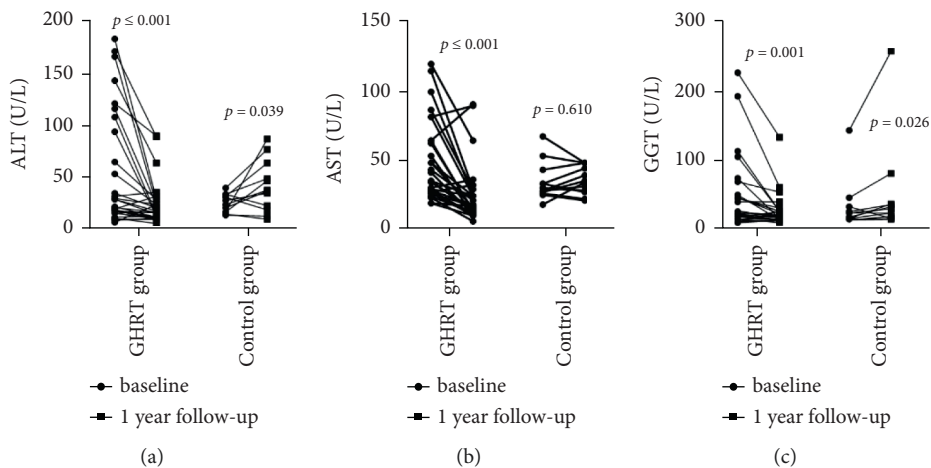 200
150
100
50
0
ALT (U/L)
p ≤ 0.001
p = 0.039
GHRT group
Control group
baseline
1 year follow-up
(a)
150
100
50
0
AST (U/L)
p ≤ 0.001
p = 0.610
GHRT group
Control group
baseline
1 year follow-up
(b)
300
200
100
0
GGT (U/L)
p = 0.001
p = 0.026
GHRT group
Control group
baseline
1 year follow-up
(c)